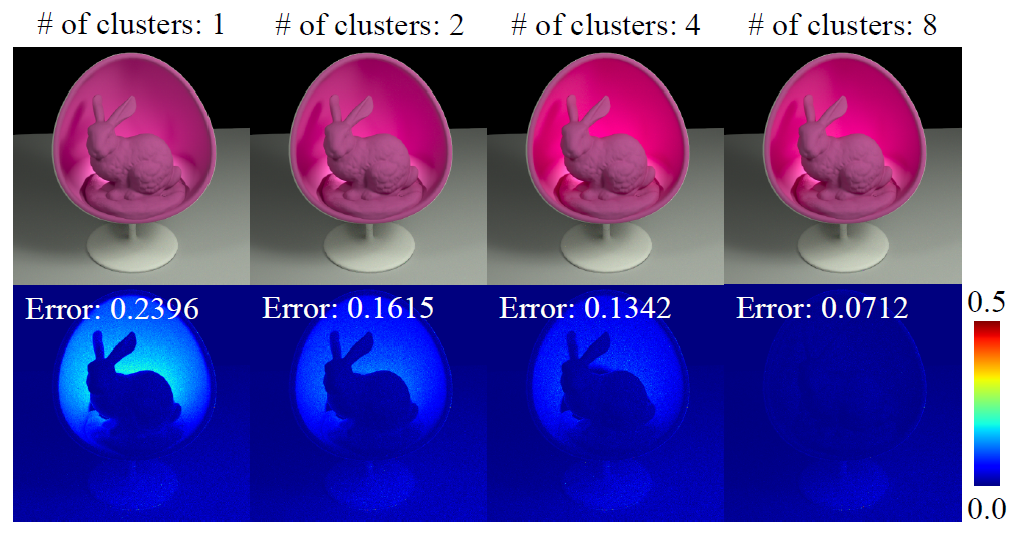 # of clusters: 1
# of clusters: 2
# of clusters: 4
# of clusters: 8
Error: 0.2396
Error: 0.1615
Error: 0.1342
Error: 0.0712
0.5
0.0